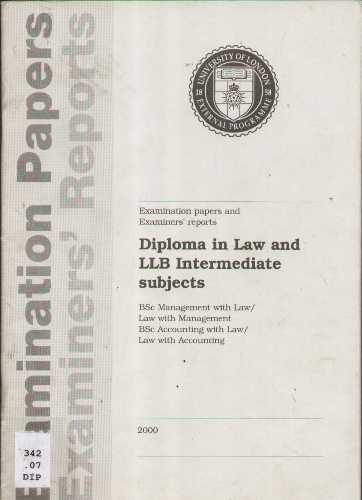 Examination Papers
Examiners' Reports
UNIVERSITY OF LONDON
18 58
EXTERNAL PROGRAMME
Examination papers and
Examiners' reports
Diploma in Law and
LLB Intermediate
subjects
BSc Management with Law/
Law with Management
BSc Accounting with Law/
Law with Accounting
2000
342
.07
DIP